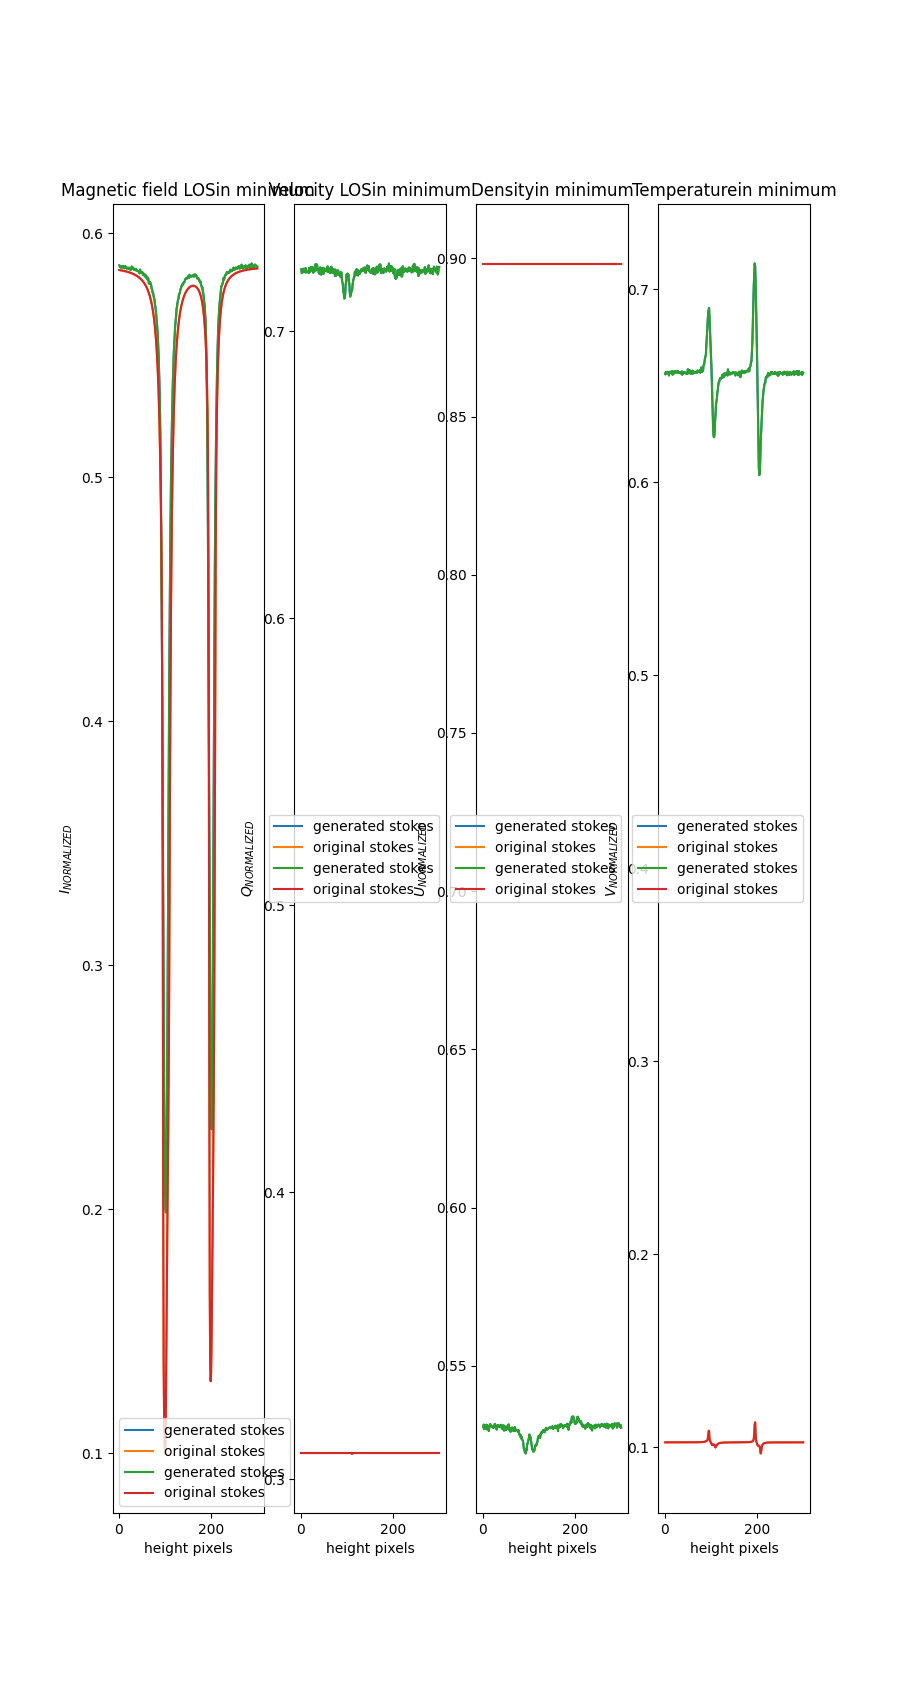 Magnetic field LOSin minimum
Velocity LOSin minimum
Densityin minimum
Temperaturein minimum
I_NORMALIZED
0.6
0.5
0.4
0.3
0.2
0.1
generated stokes
original stokes
generated stokes
original stokes
0 200
height pixels
Q_NORMALIZED
0.7
0.6
0.5
0.4
0.3
generated stokes
original stokes
generated stokes
original stokes
0 200
height pixels
U_NORMALIZED
0.90
0.85
0.80
0.75
0.70
0.65
0.60
0.55
generated stokes
original stokes
generated stokes
original stokes
0 200
height pixels
V_NORMALIZED
0.7
0.6
0.5
0.4
0.3
0.2
0.1
generated stokes
original stokes
generated stokes
original stokes
0 200
height pixels